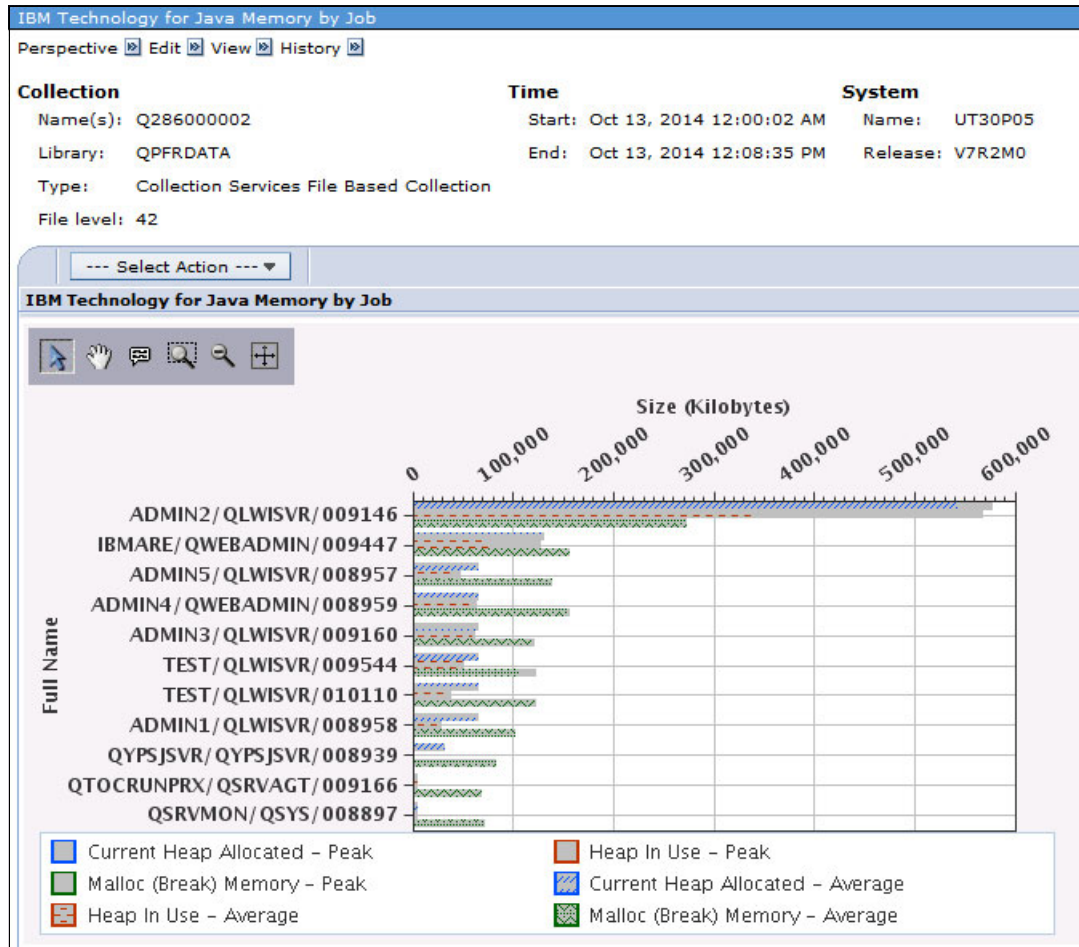 IBM Technology for Java Memory by Job
Perspective Edit View History
Collection Time System
Name(s): Q286000002 Start: Oct 13, 2014 12:00:02 AM Name: UT30P05
Library: QPFRDATA End: Oct 13, 2014 12:08:35 PM Release: V7R2M0
Type: Collection Services File Based Collection
File level: 42
--- Select Action ---
IBM Technology for Java Memory by Job
Size (Kilobytes)
0 100,000 200,000 300,000 400,000 500,000 600,000
Full Name
ADMIN2/QLWISVR/009146
IBMARE/QWEBADMIN/009447
ADMIN5/QLWISVR/008957
ADMIN4/QWEBADMIN/008959
ADMIN3/QLWISVR/009160
TEST/QLWISVR/009544
TEST/QLWISVR/010110
ADMIN1/QLWISVR/008958
QYPSJSVR/QYPSJSVR/008939
QTOCRUNPRX/QSRVAGT/009166
QSRVMON/QSYS/008897
Current Heap Allocated – Peak Heap In Use – Peak
Malloc (Break) Memory – Peak Current Heap Allocated – Average
Heap In Use – Average Malloc (Break) Memory – Average